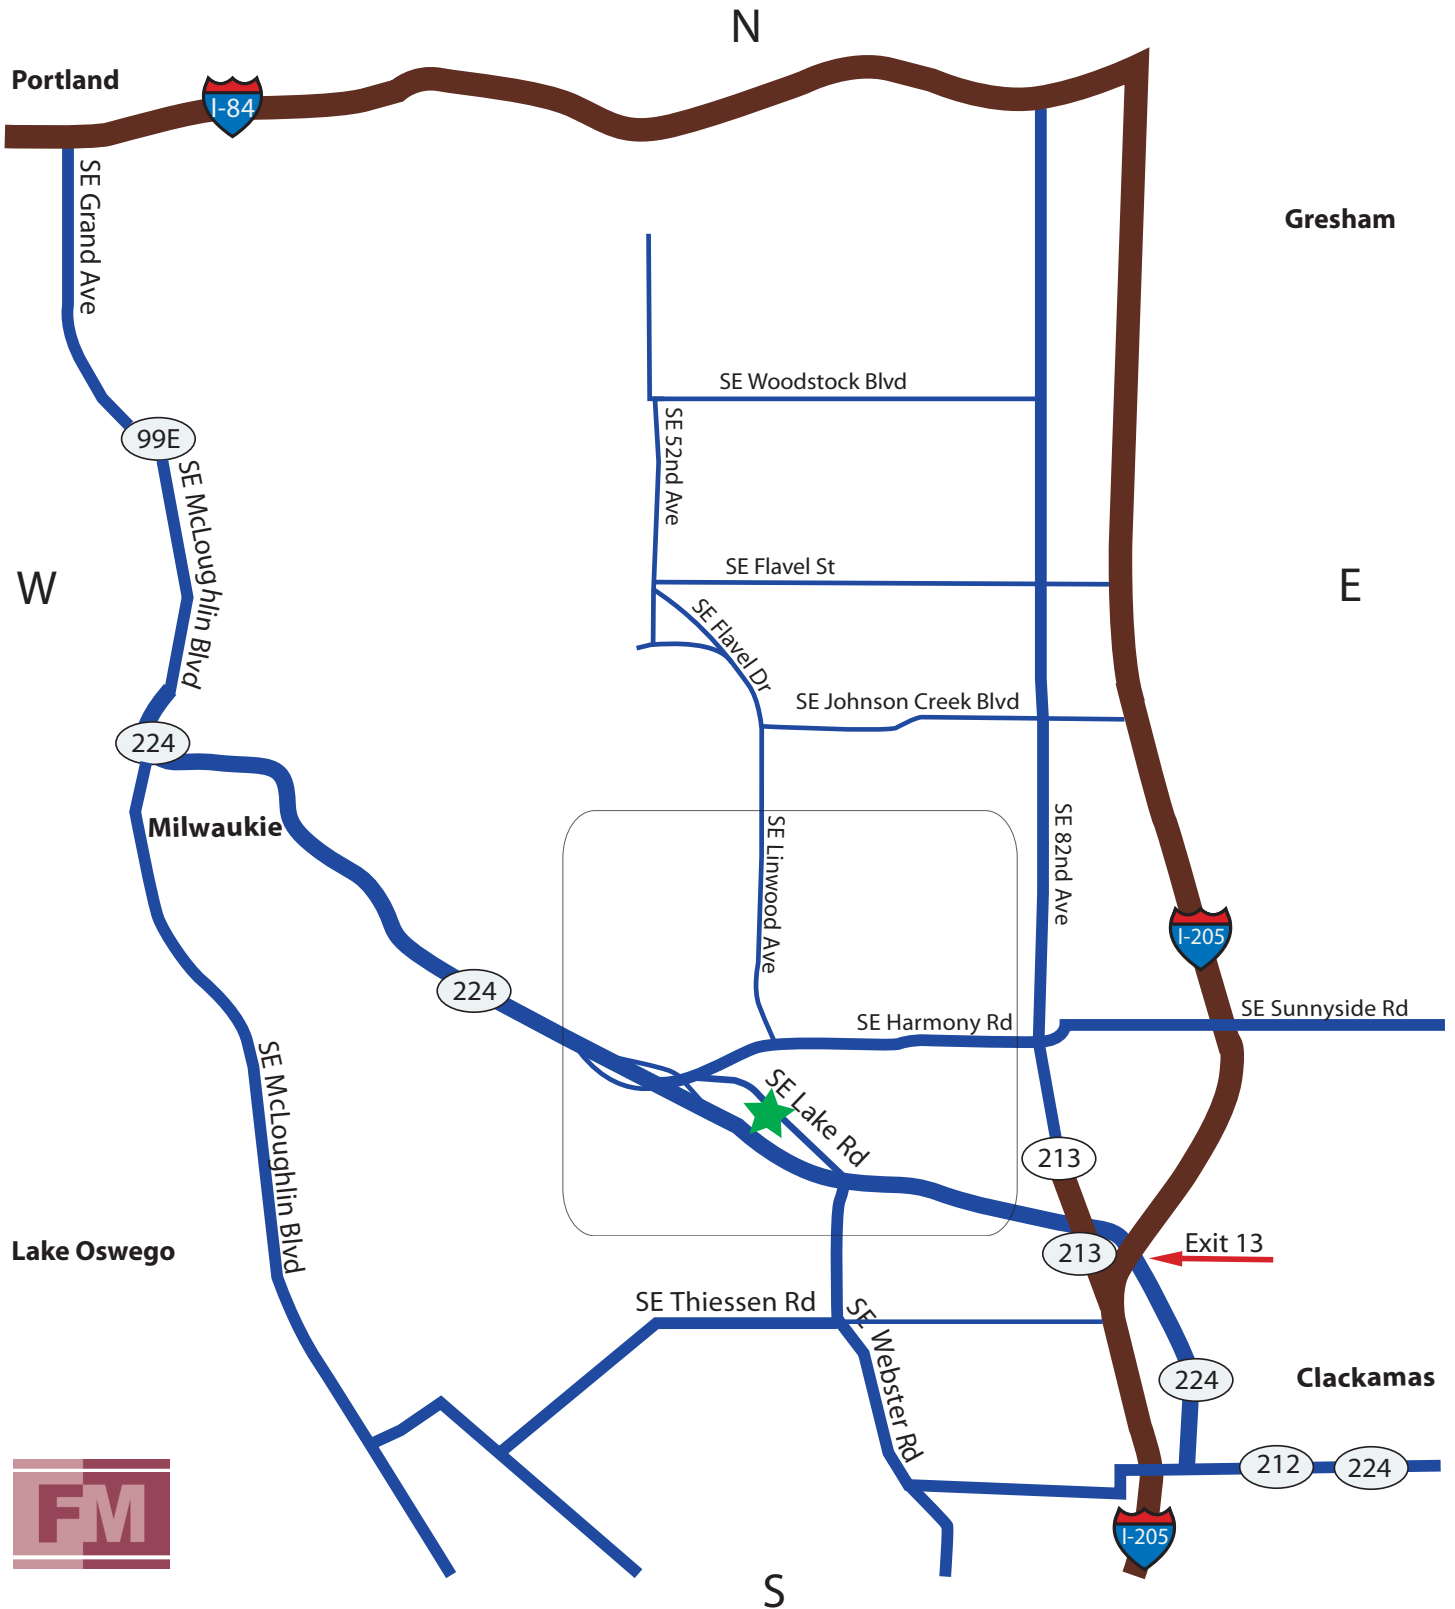 N
Portland
I-84
SE Grand Ave
Gresham
SE Woodstock Blvd
SE 52nd Ave
99E
SE McLoughlin Blvd
SE Flavel St
W
E
SE Flavel Dr
SE Johnson Creek Blvd
224
Milwaukie
SE Linwood Ave
SE 82nd Ave
I-205
224
SE Harmony Rd
SE Sunnyside Rd
SE McLoughlin Blvd
SE Lake Rd
213
Lake Oswego
213
Exit 13
SE Thiessen Rd
SE Webster Rd
224
Clackamas
212
224
FM
I-205
S